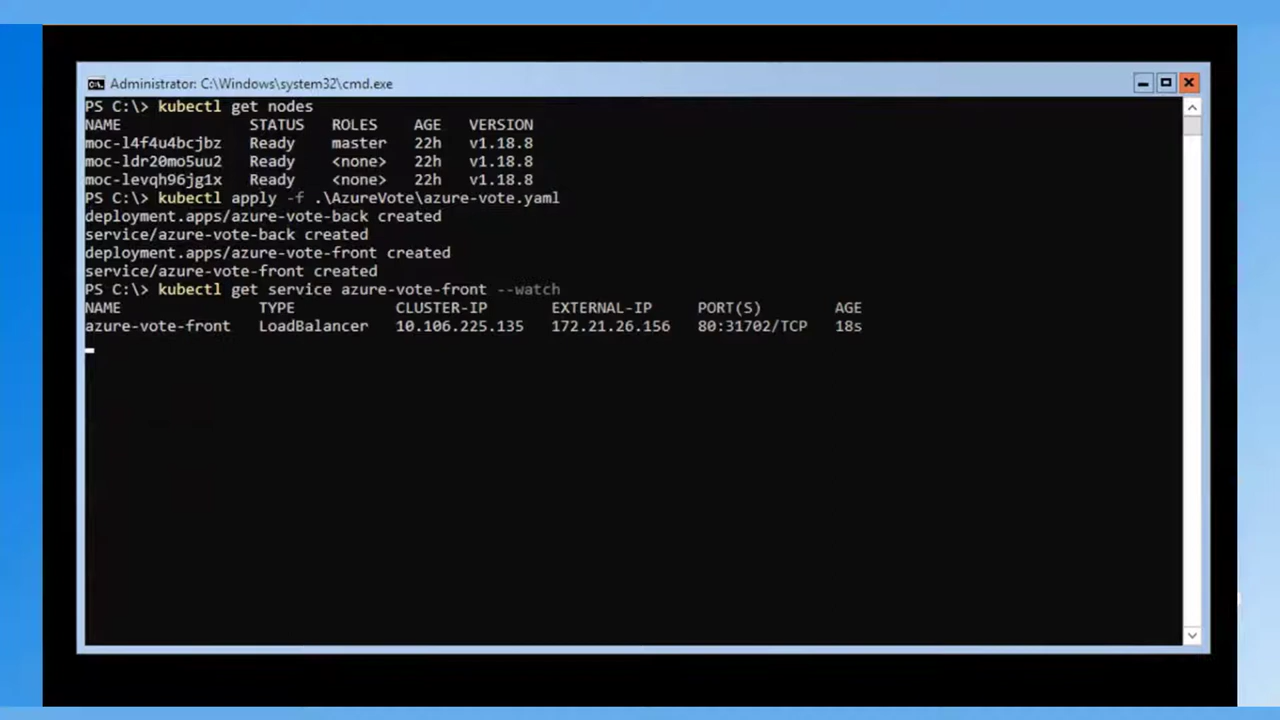 Administrator: C:\Windows\system32\cmd.exe
PS C:\> kubectl get nodes
NAME STATUS ROLES AGE VERSION
moc-l4f4u4bcjbz Ready master 22h v1.18.8
moc-ldr20mo5uu2 Ready <none> 22h v1.18.8
moc-levqh96jg1x Ready <none> 22h v1.18.8
PS C:\> kubectl apply -f .\AzureVote\azure-vote.yaml
deployment.apps/azure-vote-back created
service/azure-vote-back created
deployment.apps/azure-vote-front created
service/azure-vote-front created
PS C:\> kubectl get service azure-vote-front --watch
NAME TYPE CLUSTER-IP EXTERNAL-IP PORT(S) AGE
azure-vote-front LoadBalancer 10.106.225.135 172.21.26.156 80:31702/TCP 18s